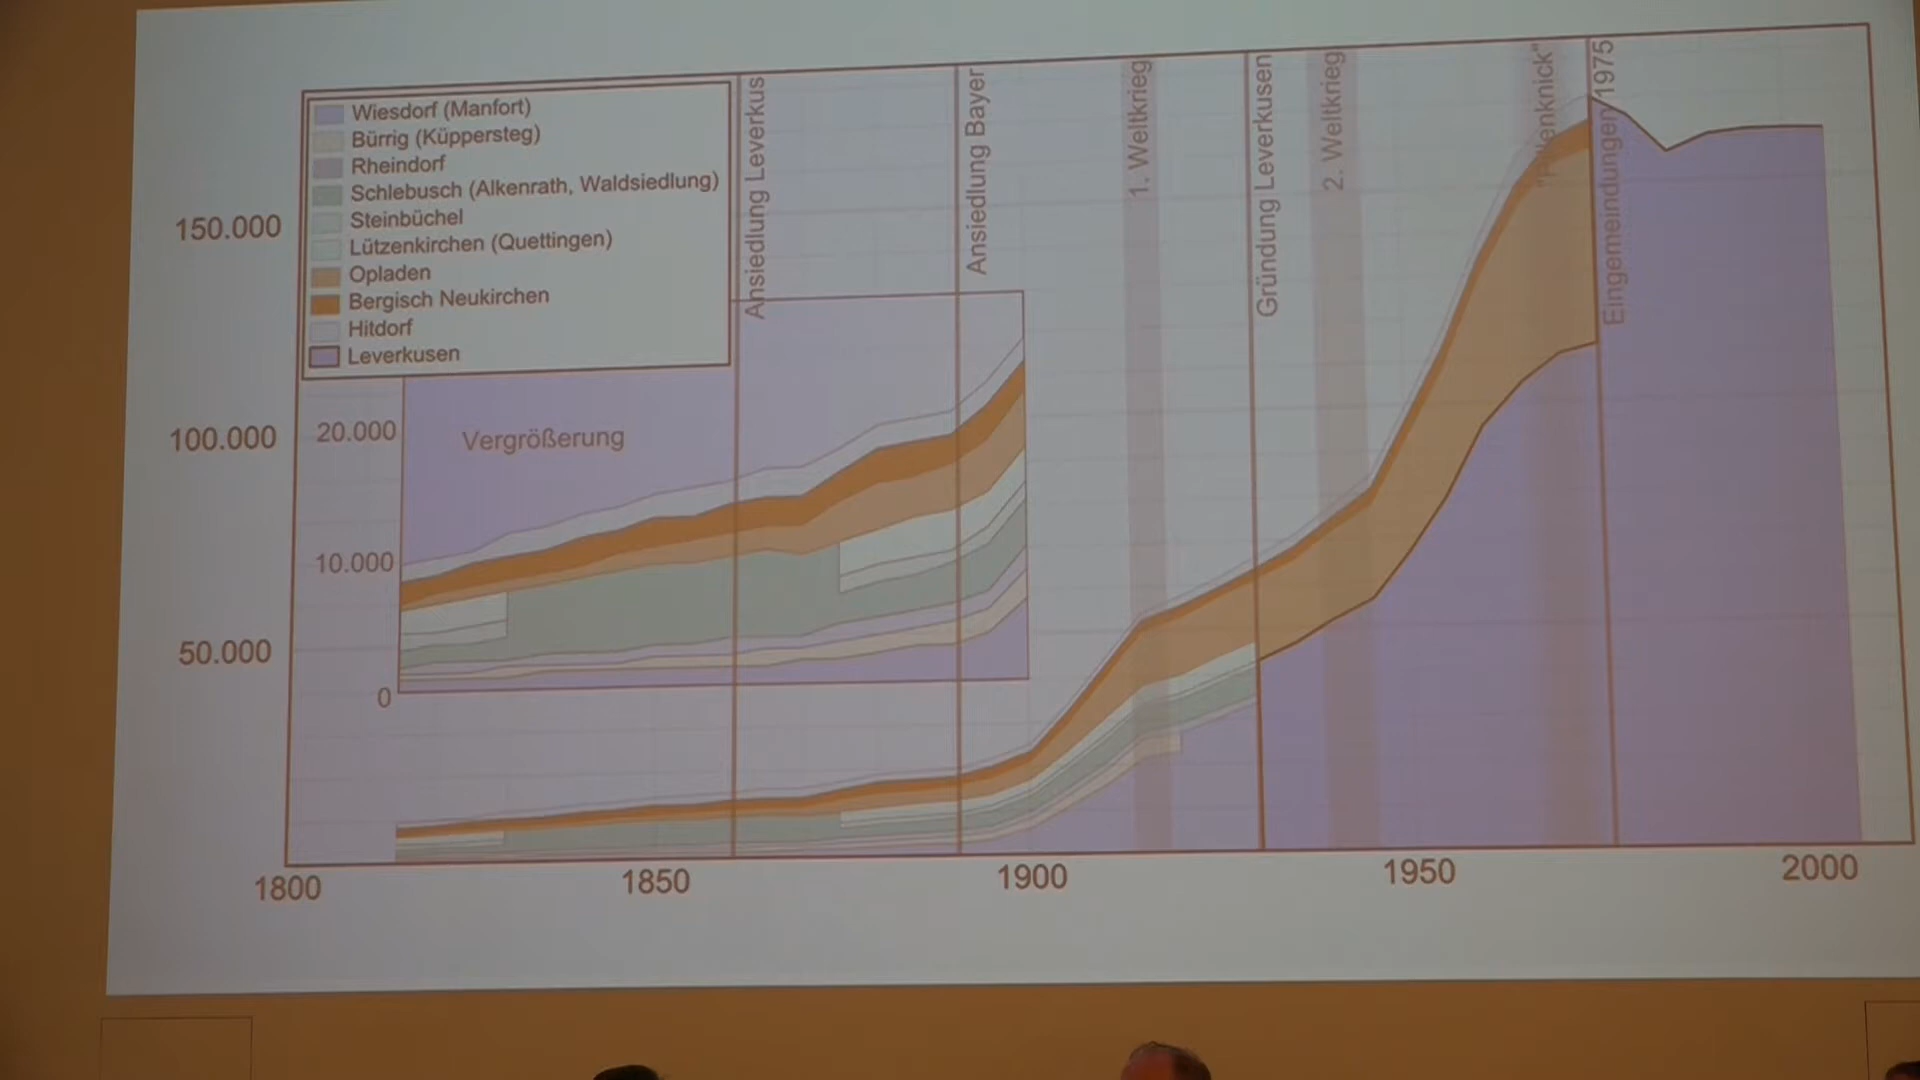 Wiesdorf (Manfort)
Bürrig (Küppersteg)
Rheindorf
Schlebusch (Alkenrath, Waldsiedlung)
Steinbüchel
Lützenkirchen (Quettingen)
Opladen
Bergisch Neukirchen
Hitdorf
Leverkusen
Ansiedlung Leverkus
Ansiedlung Bayer
1. Weltkrieg
Gründung Leverkusen
2. Weltkrieg
Eingemeindungen 1975
150.000
100.000
50.000
20.000
10.000
0
Vergrößerung
1800
1850
1900
1950
2000